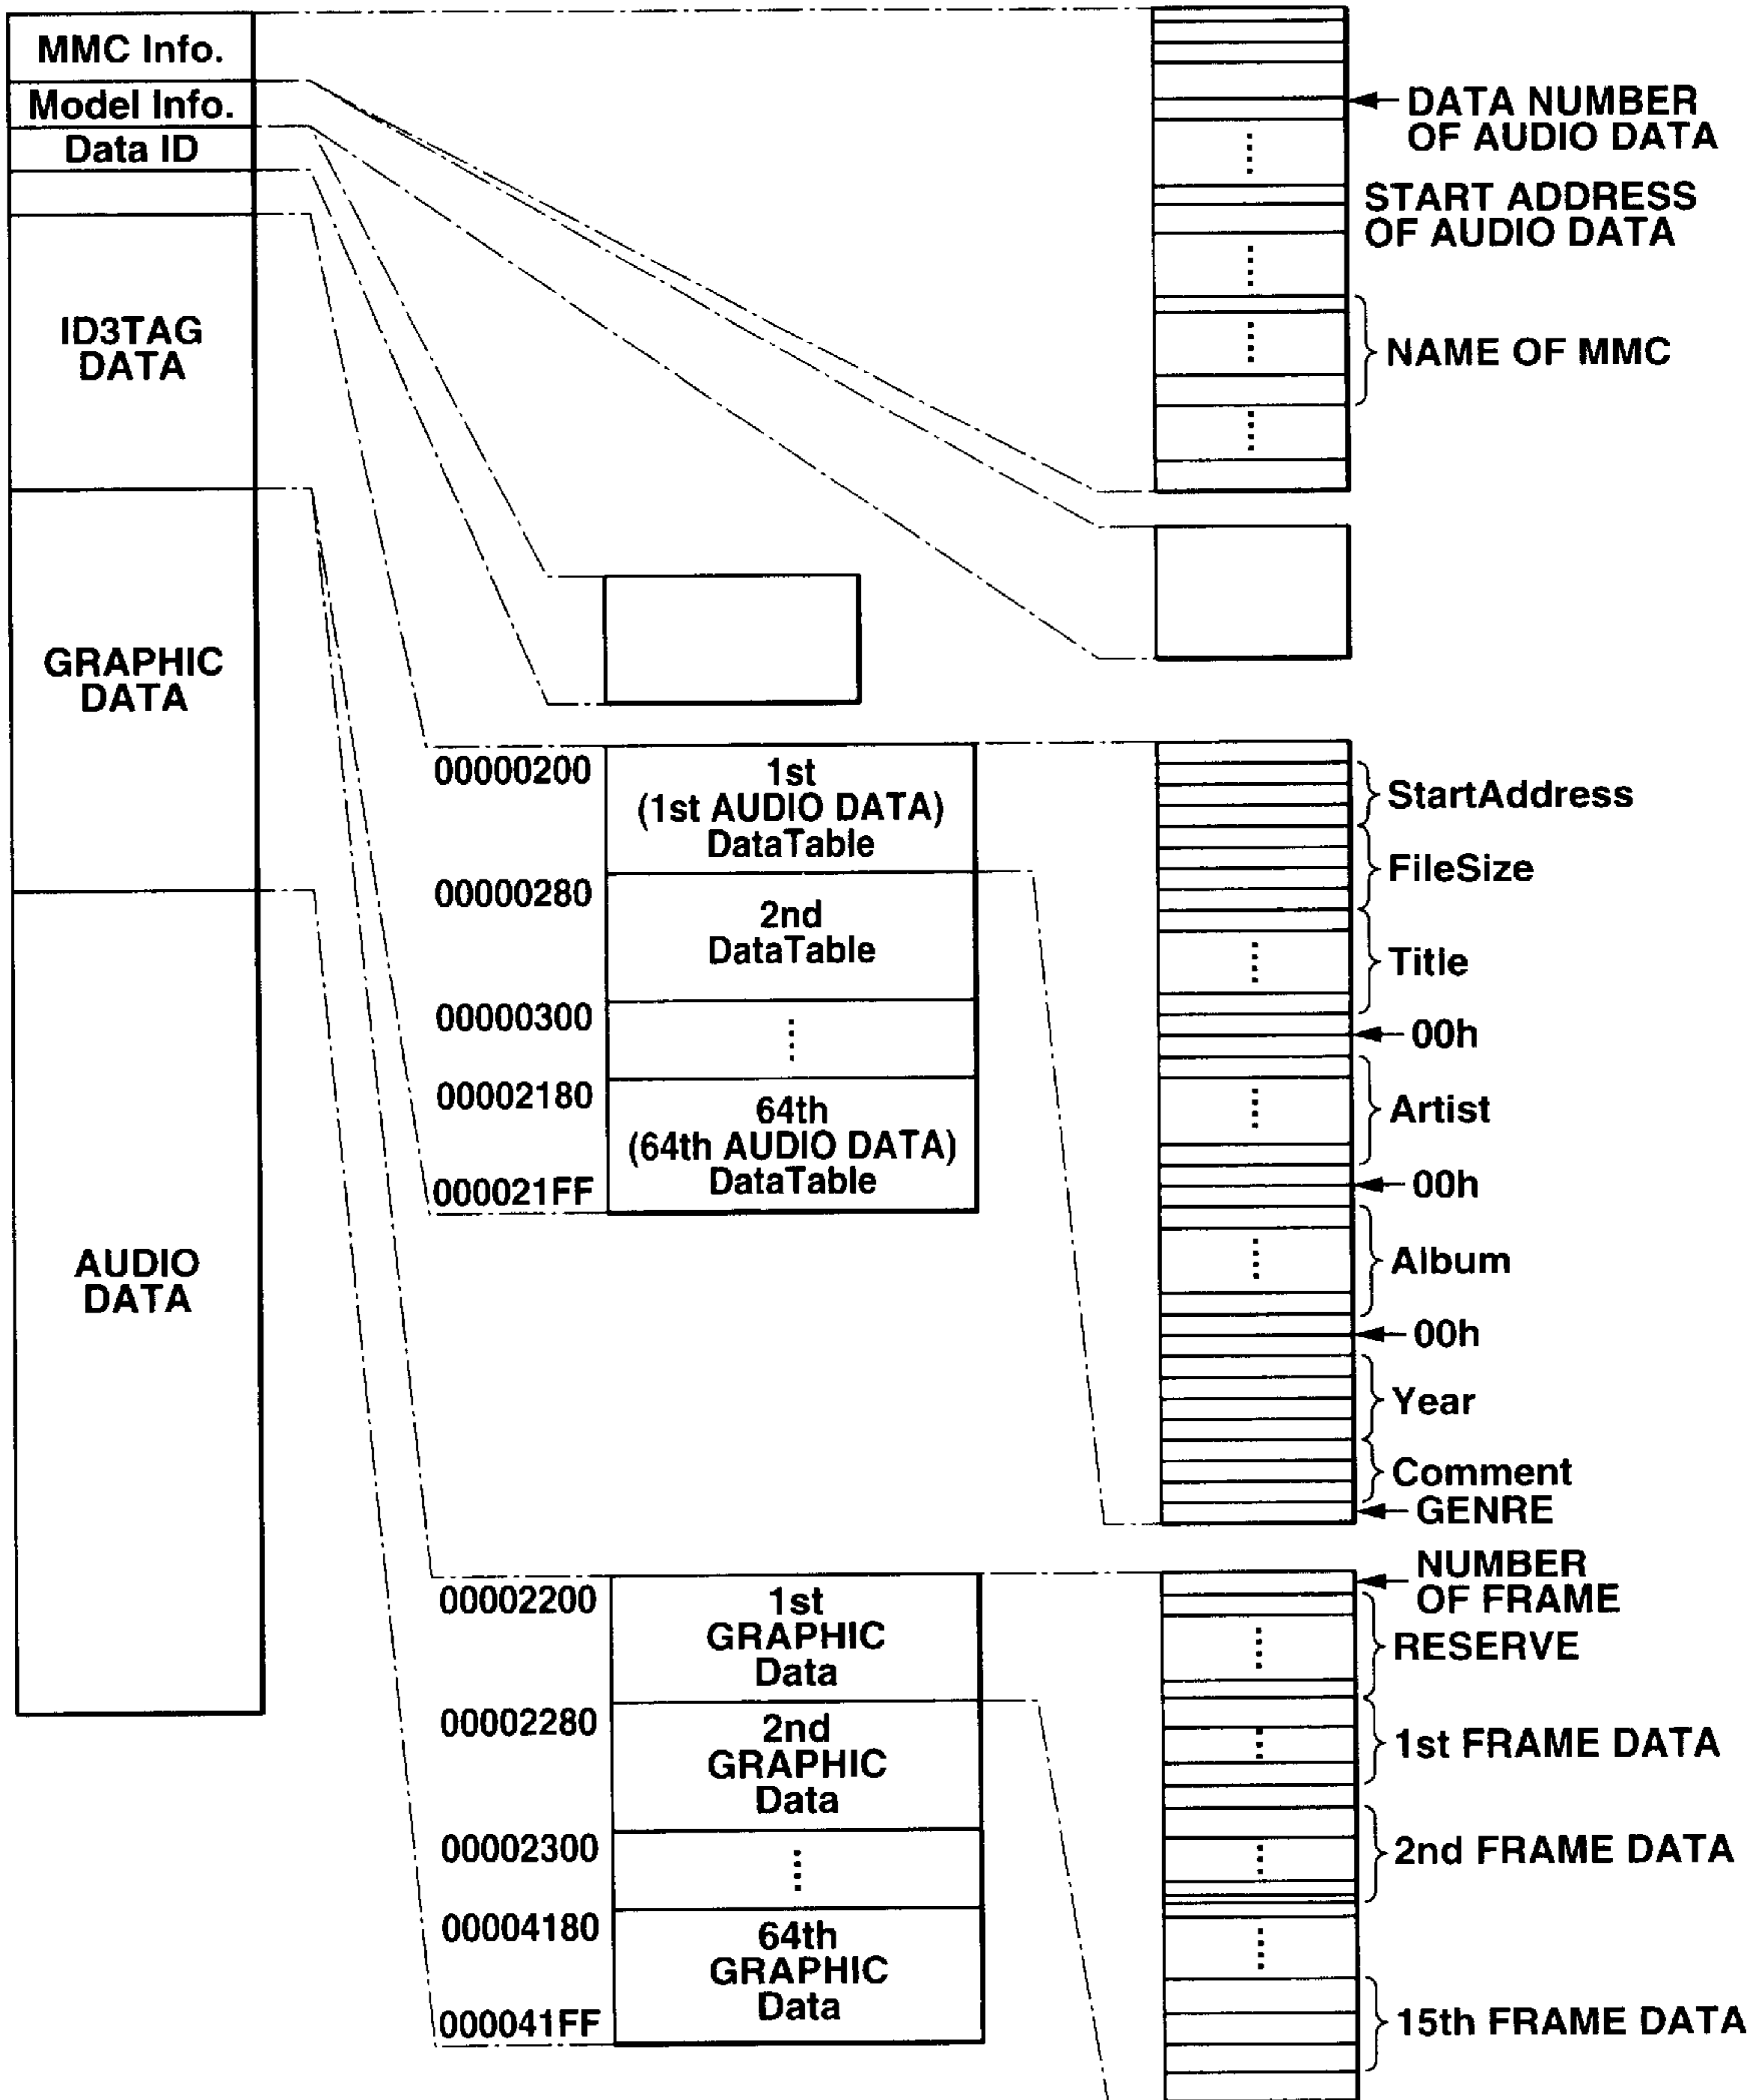 MMC Info.
Model Info.
Data ID
ID3TAG
DATA
GRAPHIC
DATA
AUDIO
DATA
DATA NUMBER
OF AUDIO DATA
START ADDRESS
OF AUDIO DATA
NAME OF MMC
00000200
1st
(1st AUDIO DATA)
DataTable
00000280
2nd
DataTable
00000300
00002180
64th
(64th AUDIO DATA)
DataTable
000021FF
StartAddress
FileSize
Title
00h
Artist
00h
Album
00h
Year
Comment
GENRE
00002200
1st
GRAPHIC
Data
00002280
2nd
GRAPHIC
Data
00002300
00004180
64th
GRAPHIC
Data
000041FF
NUMBER
OF FRAME
RESERVE
1st FRAME DATA
2nd FRAME DATA
15th FRAME DATA